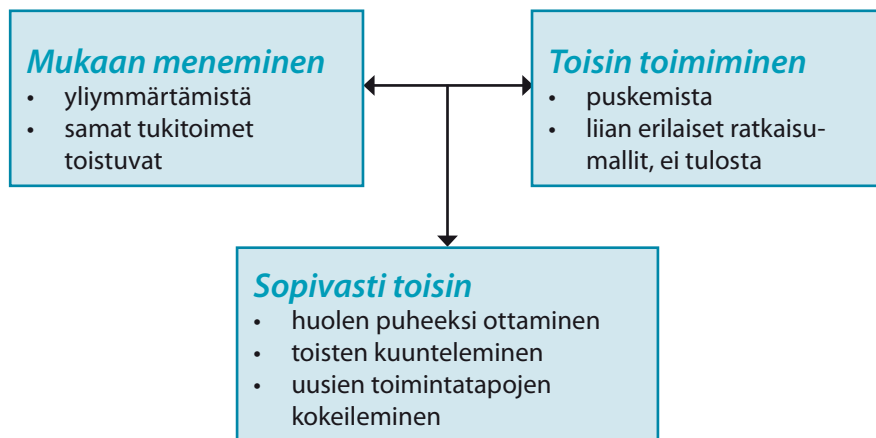 Mukaan meneminen
• yliymmärtämistä
• samat tukitoimet
toistuvat
Toisin toimiminen
• puskemista
• liian erilaiset ratkaisu-
mallit, ei tulosta
Sopivasti toisin
• huolen puheeksi ottaminen
• toisten kuunteleminen
• uusien toimintatapojen
kokeileminen